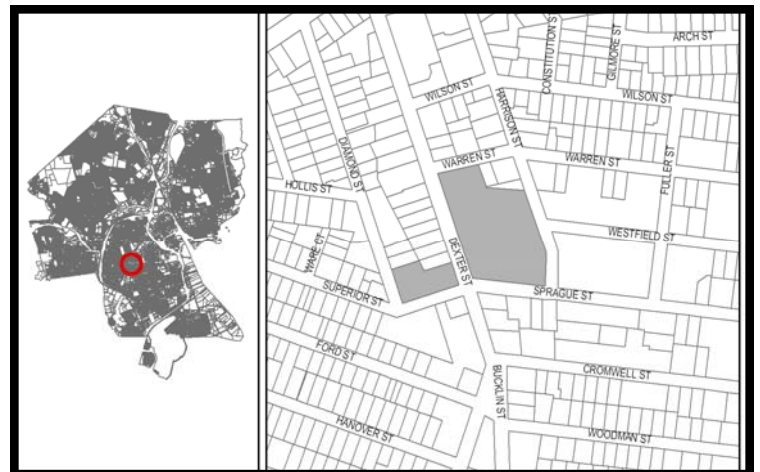 ARCH ST
CONSTITUTION ST
GILMORE ST
WILSON ST
WILSON ST
HARRISON ST
DIAMOND ST
WARREN ST
WARREN ST
FULLER ST
HOLLIS ST
WARE CT
DEXTER ST
WESTFIELD ST
SUPERIOR ST
SPRAGUE ST
FORD ST
CROMWELL ST
BUCKLIN ST
HANOVER ST
WOODMAN ST